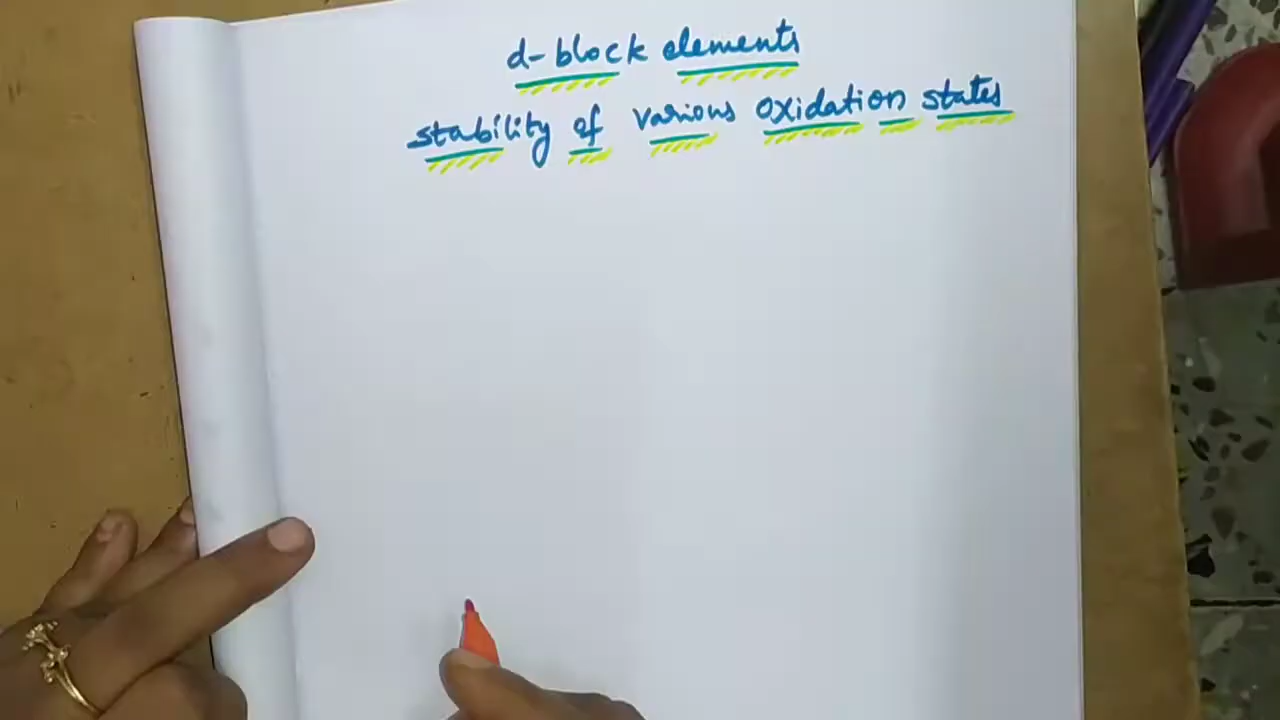 d-block elements
stability of various oxidation states